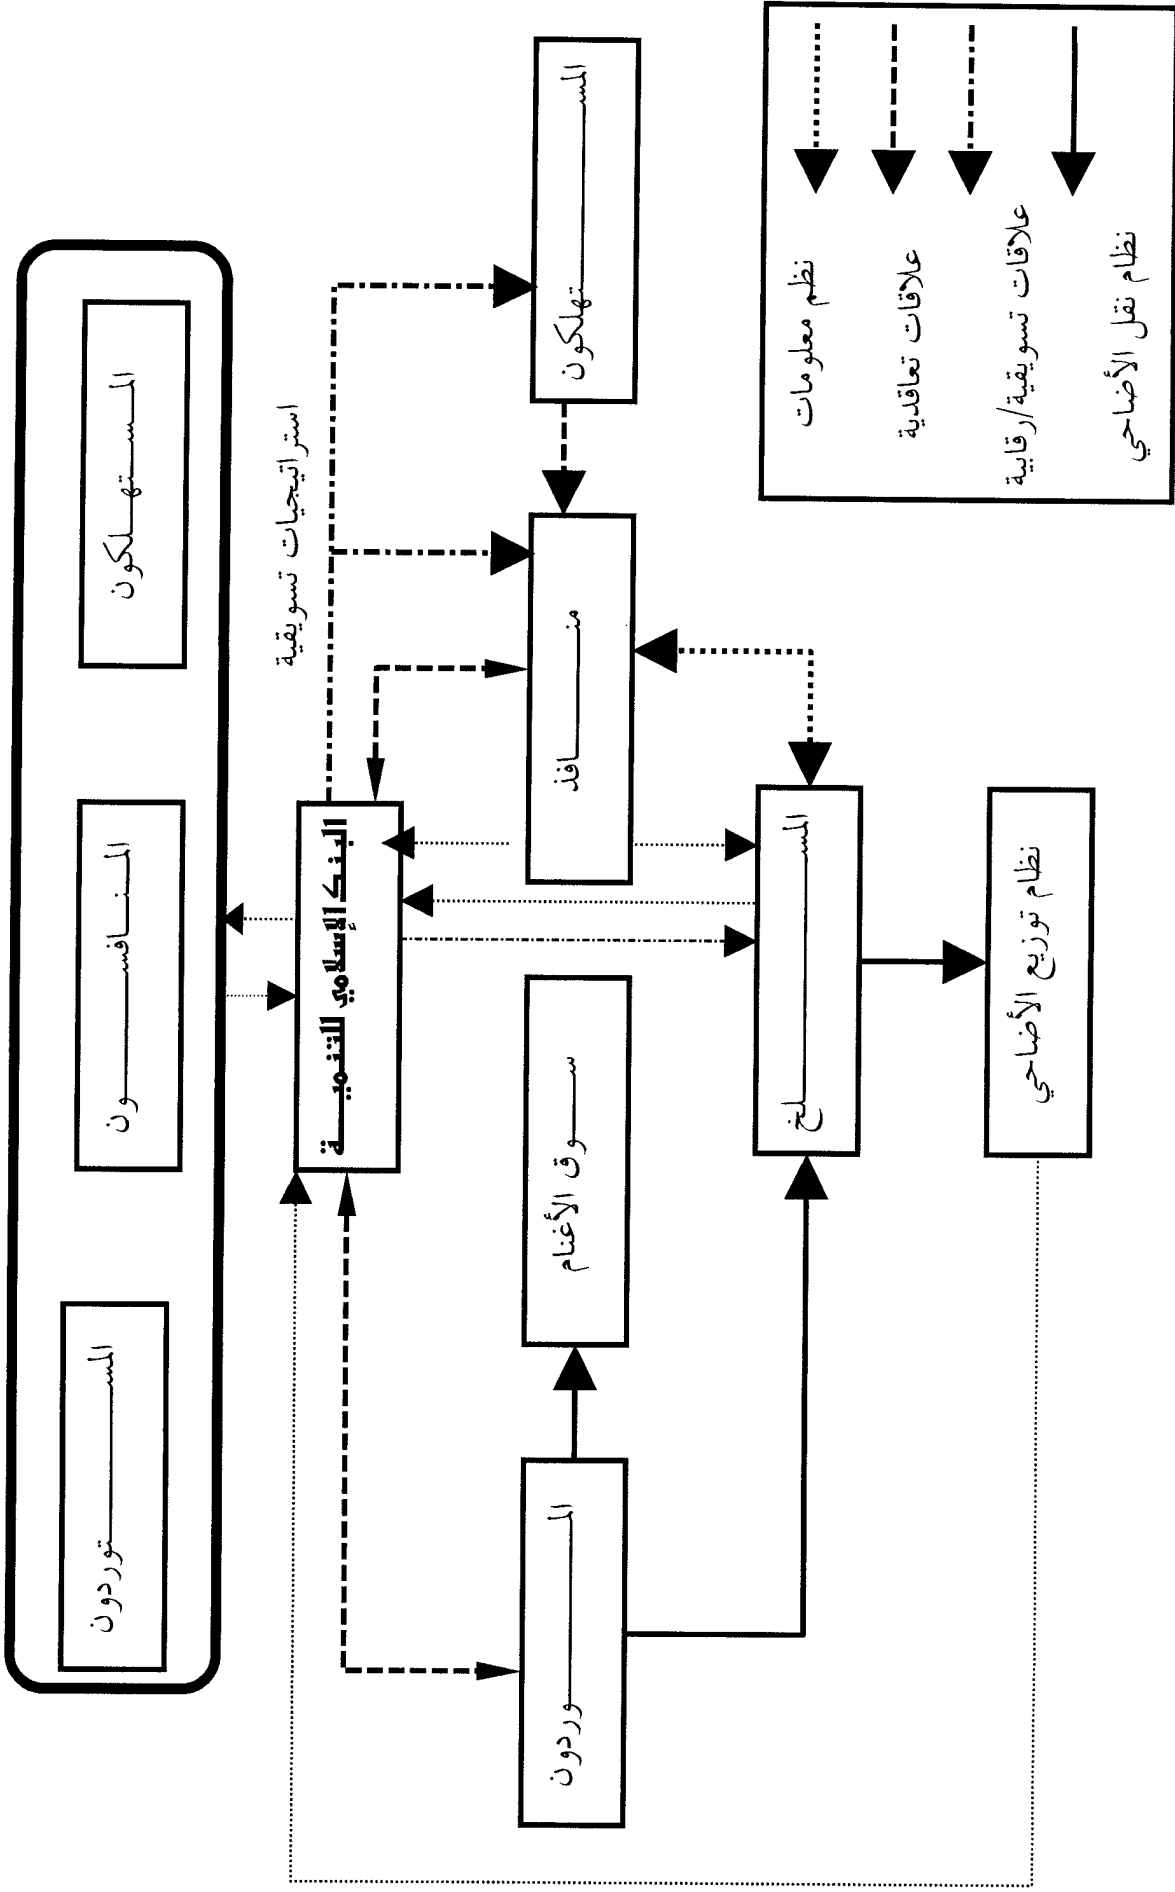 المستهلكون
المنافسون
المستوردون
استراتيجيات تسويقية
البنك الإسلامي للتنمية
المستهلكون
منافذ
سوق الأغنام
الموردون
المسلخ
نظام توزيع الأضاحي
نظم معلومات
علاقات تعاقدية
علاقات تسويقية/رقابية
نظام نقل الأضاحي